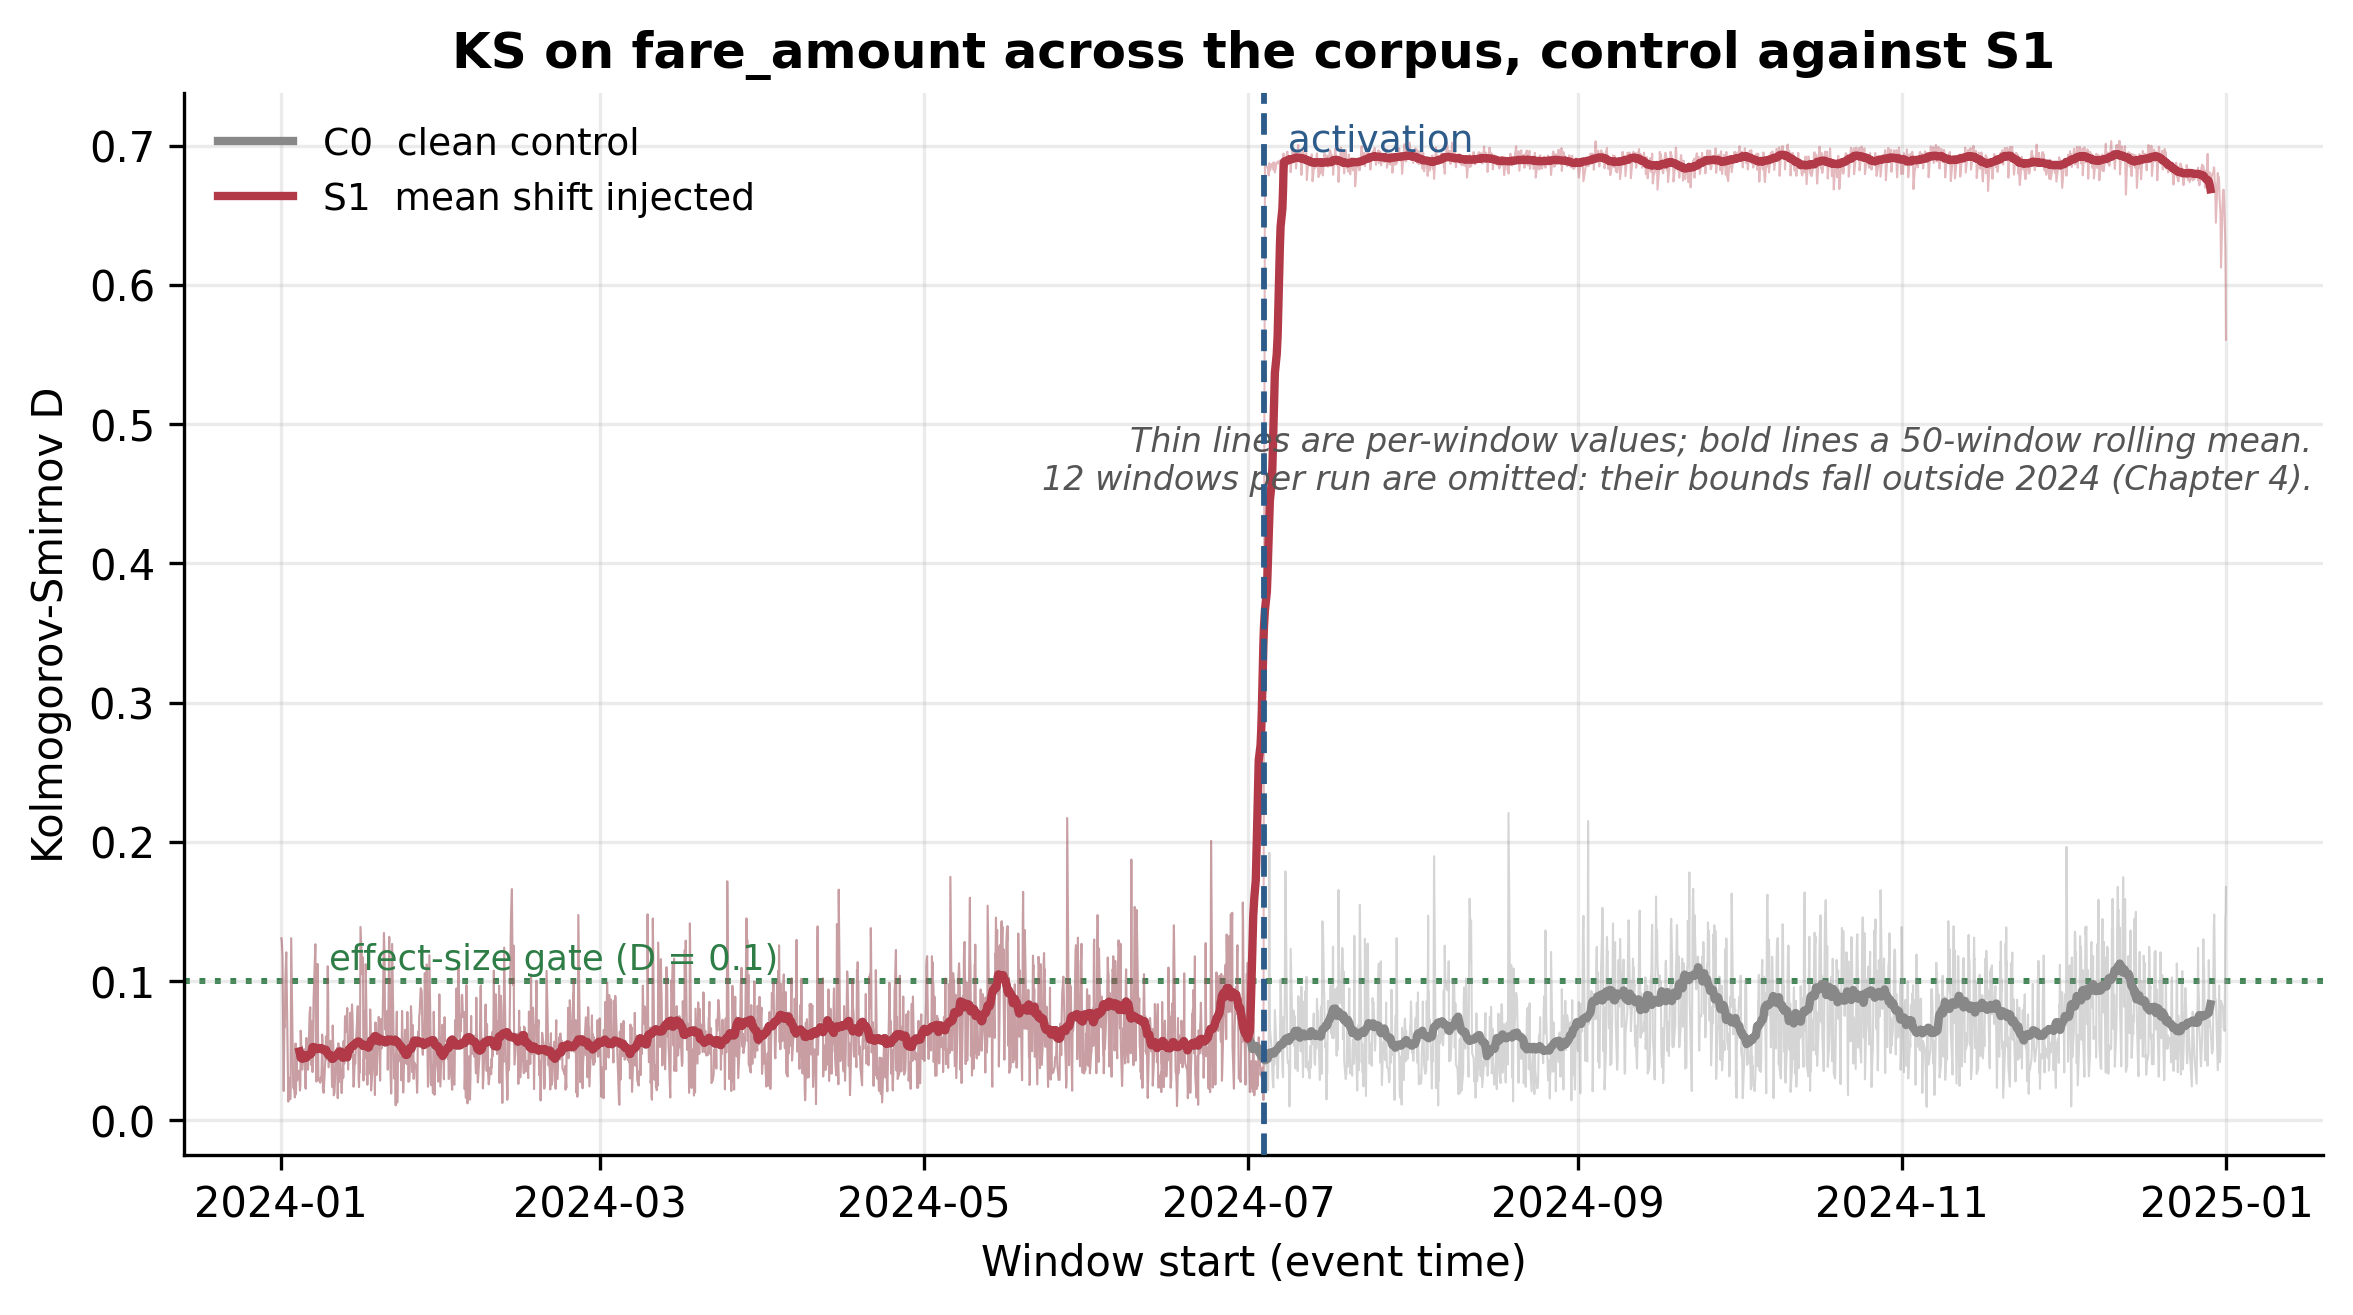 KS on fare_amount across the corpus, control against S1
C0  clean control
S1  mean shift injected
activation
Thin lines are per-window values; bold lines a 50-window rolling mean.
12 windows per run are omitted: their bounds fall outside 2024 (Chapter 4).
effect-size gate (D = 0.1)
Kolmogorov-Smirnov D
0.7
0.6
0.5
0.4
0.3
0.2
0.1
0.0
2024-01
2024-03
2024-05
2024-07
2024-09
2024-11
2025-01
Window start (event time)